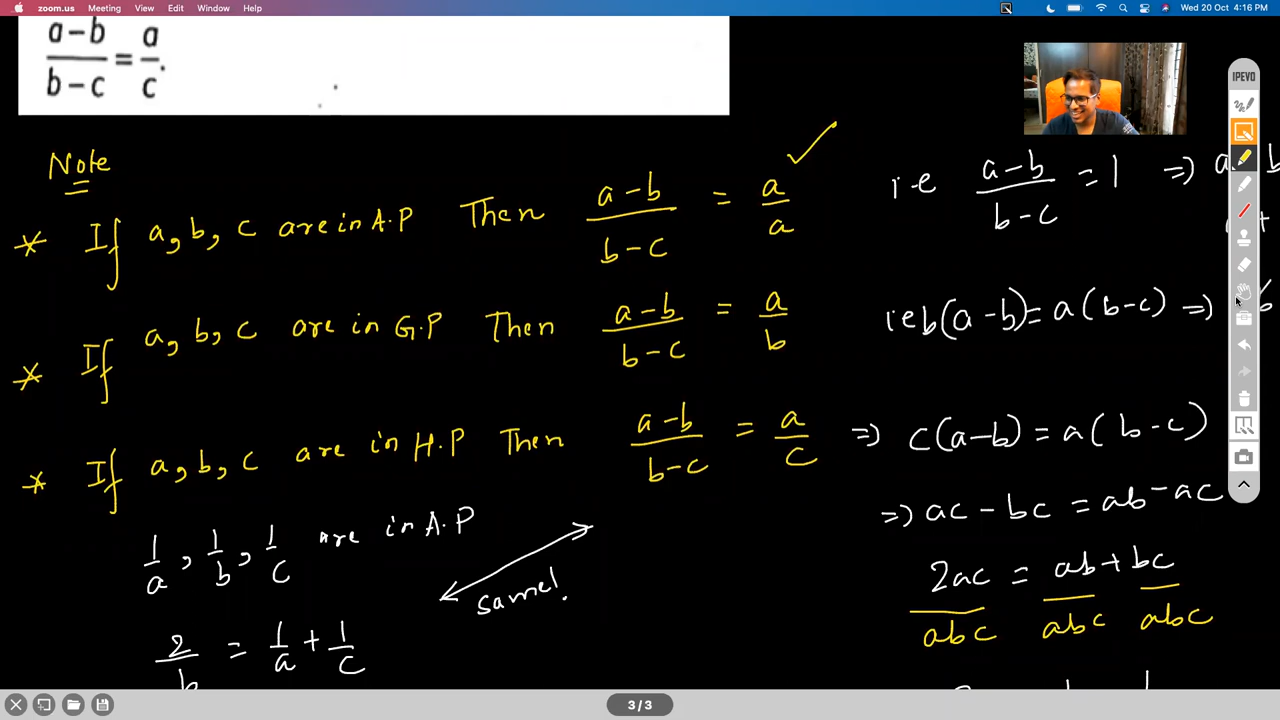 zoom.us Meeting View Edit Window Help Wed 20 Oct 4:16 PM
IPEVO
a-b/b-c = a/c.
Note
* If a, b, c are in A.P Then a-b/b-c = a/a ✓ ie a-b/b-c = 1 ⇒
* If a, b, c are in G.P Then a-b/b-c = a/b ie b(a-b) = a(b-c) ⇒
* If a, b, c are in H.P Then a-b/b-c = a/c ⇒ c(a-b) = a(b-c)
⇒ ac - bc = ab - ac
1/a, 1/b, 1/c are in A.P
same!
2ac/abc = ab/abc + bc/abc
2/b = 1/a + 1/c
3/3